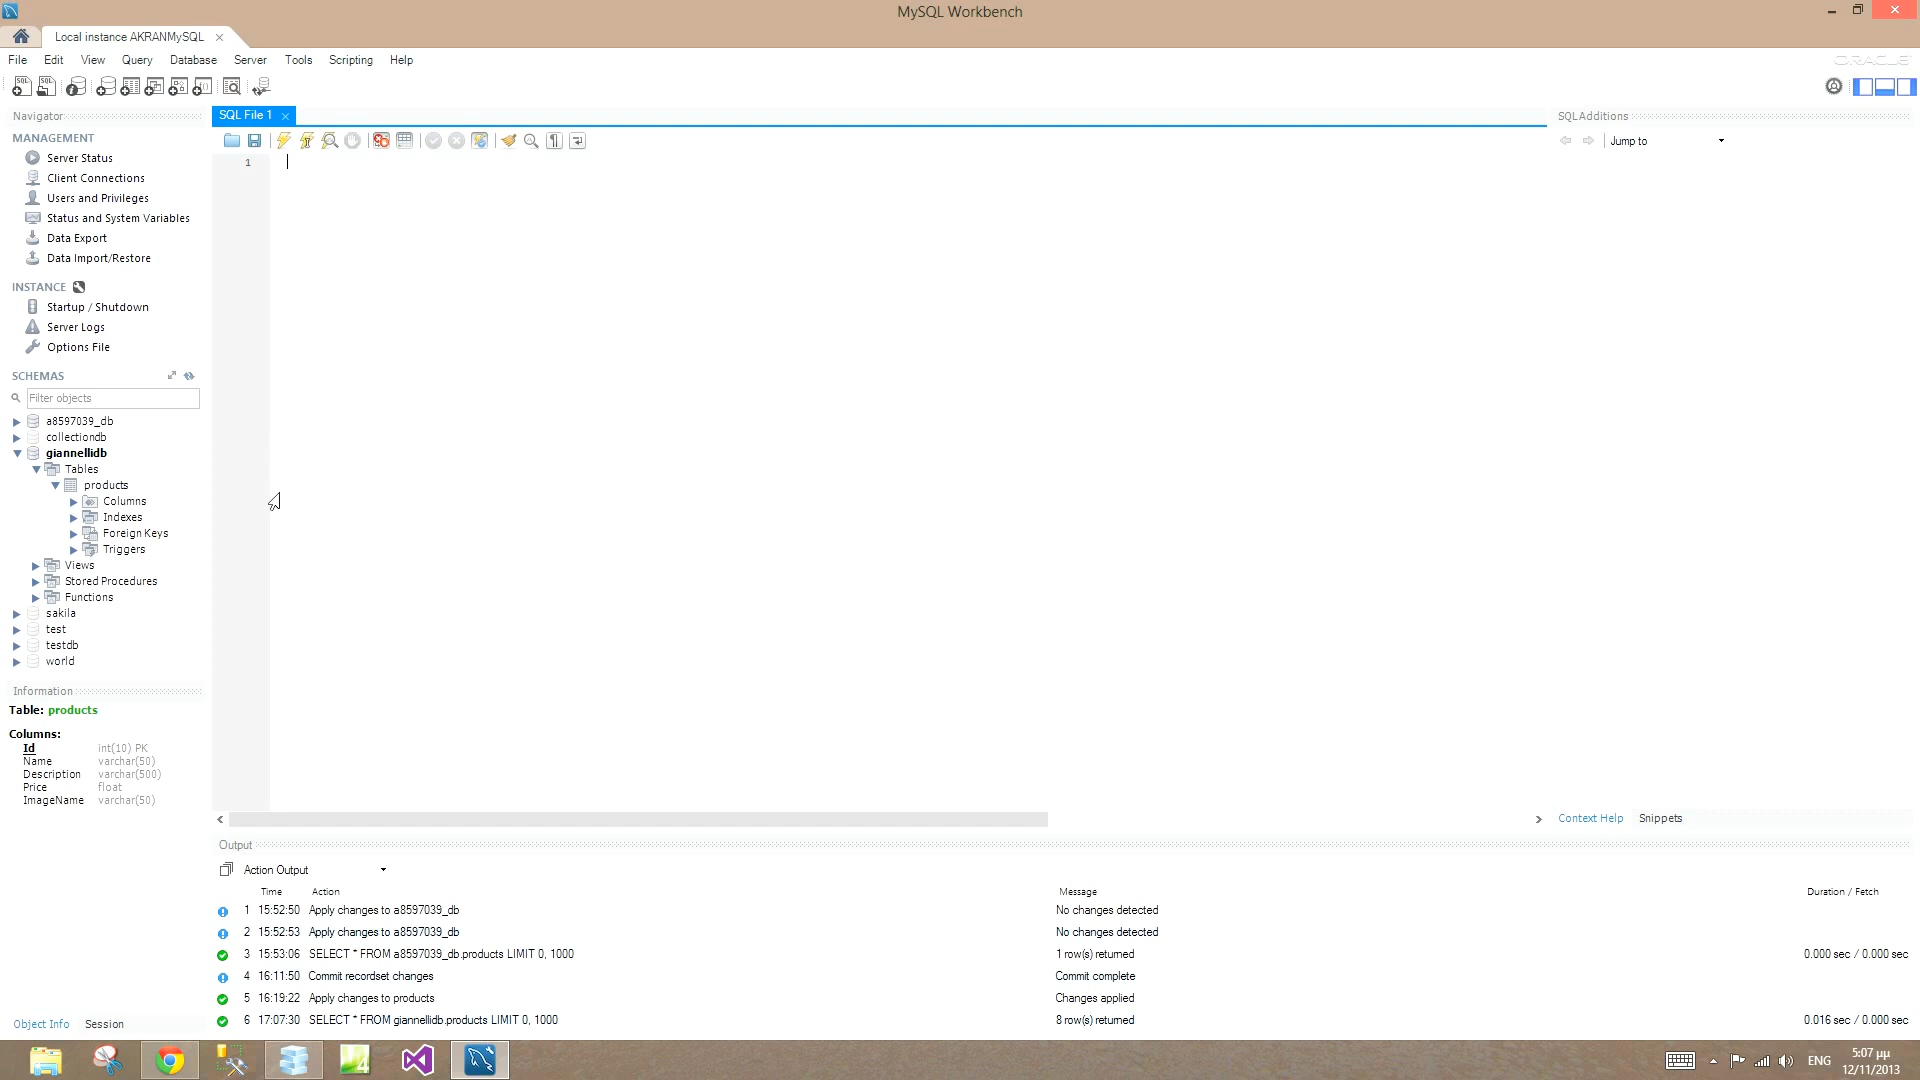 MySQL Workbench
Local instance AKRANMySQL
File Edit View Query Database Server Tools Scripting Help
ORACLE
Navigator
MANAGEMENT
Server Status
Client Connections
Users and Privileges
Status and System Variables
Data Export
Data Import/Restore
INSTANCE
Startup / Shutdown
Server Logs
Options File
SCHEMAS
Filter objects
a8597039_db
collectiondb
giannellidb
Tables
products
Columns
Indexes
Foreign Keys
Triggers
Views
Stored Procedures
Functions
sakila
test
testdb
world
Information
Table: products
Columns:
Id int(10) PK
Name varchar(50)
Description varchar(500)
Price float
ImageName varchar(50)
Object Info Session
SQL File 1
1
SQLAdditions
Jump to
Context Help Snippets
Output
Action Output
Time Action Message Duration / Fetch
1 15:52:50 Apply changes to a8597039_db No changes detected
2 15:52:53 Apply changes to a8597039_db No changes detected
3 15:53:06 SELECT * FROM a8597039_db.products LIMIT 0, 1000 1 row(s) returned 0.000 sec / 0.000 sec
4 16:11:50 Commit recordset changes Commit complete
5 16:19:22 Apply changes to products Changes applied
6 17:07:30 SELECT * FROM giannellidb.products LIMIT 0, 1000 8 row(s) returned 0.016 sec / 0.000 sec
ENG
5:07 μμ
12/11/2013